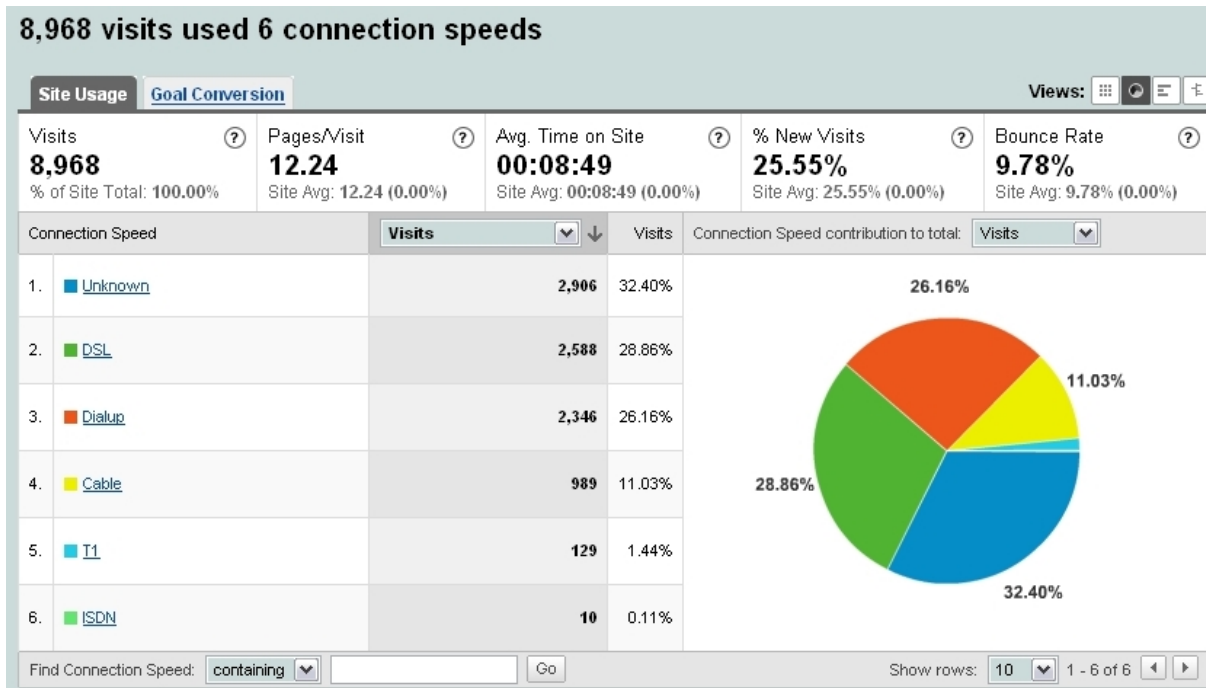 8,968 visits used 6 connection speeds
Site Usage Goal Conversion Views:
Visits ? Pages/Visit ? Avg. Time on Site ? % New Visits ? Bounce Rate ?
8,968 12.24 00:08:49 25.55% 9.78%
% of Site Total: 100.00% Site Avg: 12.24 (0.00%) Site Avg: 00:08:49 (0.00%) Site Avg: 25.55% (0.00%) Site Avg: 9.78% (0.00%)
Connection Speed Visits Visits Connection Speed contribution to total: Visits
1. Unknown 2,906 32.40%
2. DSL 2,588 28.86%
3. Dialup 2,346 26.16%
4. Cable 989 11.03%
5. T1 129 1.44%
6. ISDN 10 0.11%
26.16%
11.03%
28.86%
32.40%
Find Connection Speed: containing Go Show rows: 10 1 - 6 of 6